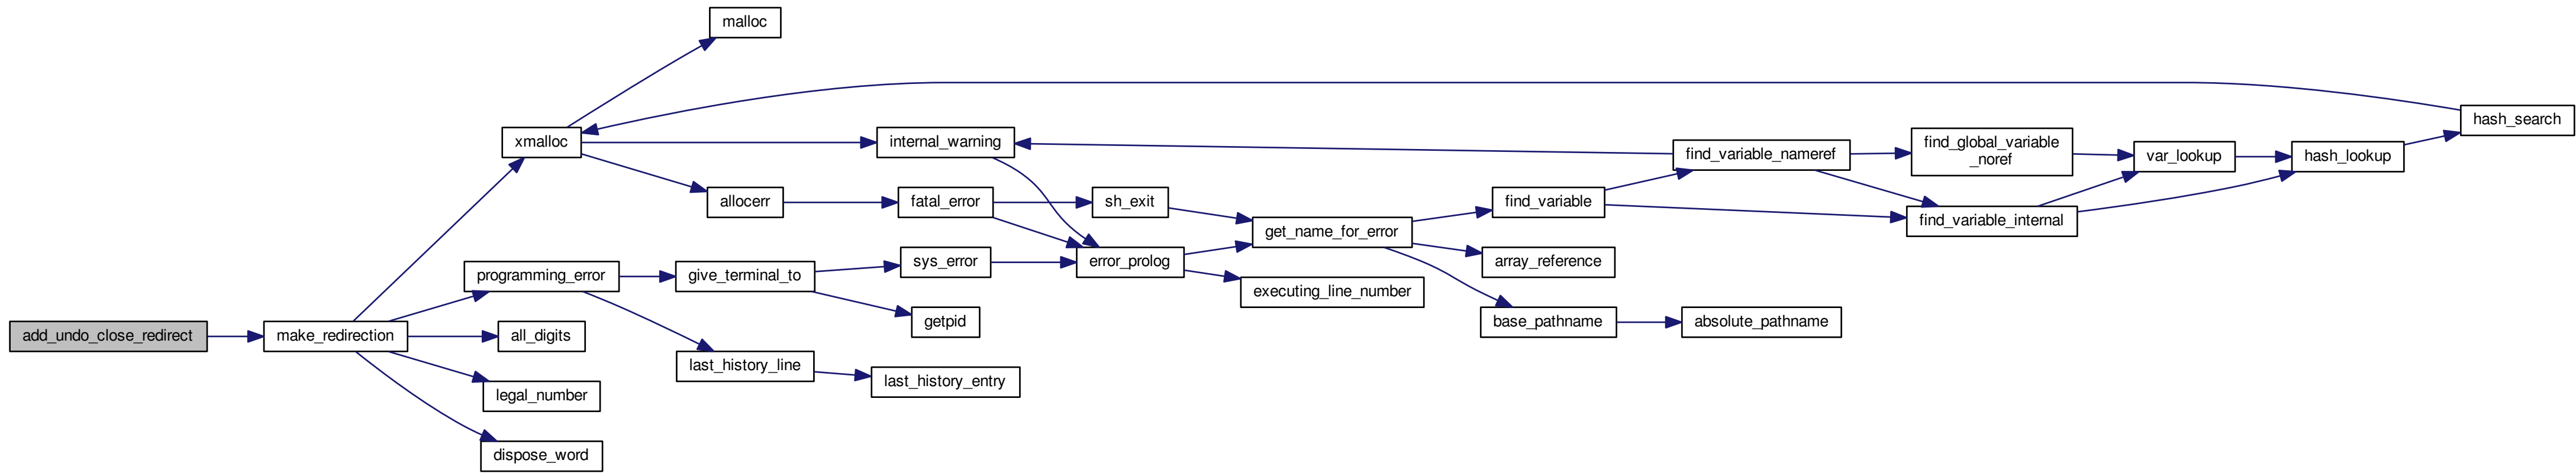 malloc
hash_search
xmalloc
internal_warning
find_variable_nameref
find_global_variable
_noref
var_lookup
hash_lookup
allocerr
fatal_error
sh_exit
find_variable
find_variable_internal
get_name_for_error
programming_error
give_terminal_to
sys_error
error_prolog
array_reference
executing_line_number
add_undo_close_redirect
make_redirection
all_digits
getpid
base_pathname
absolute_pathname
last_history_line
last_history_entry
legal_number
dispose_word